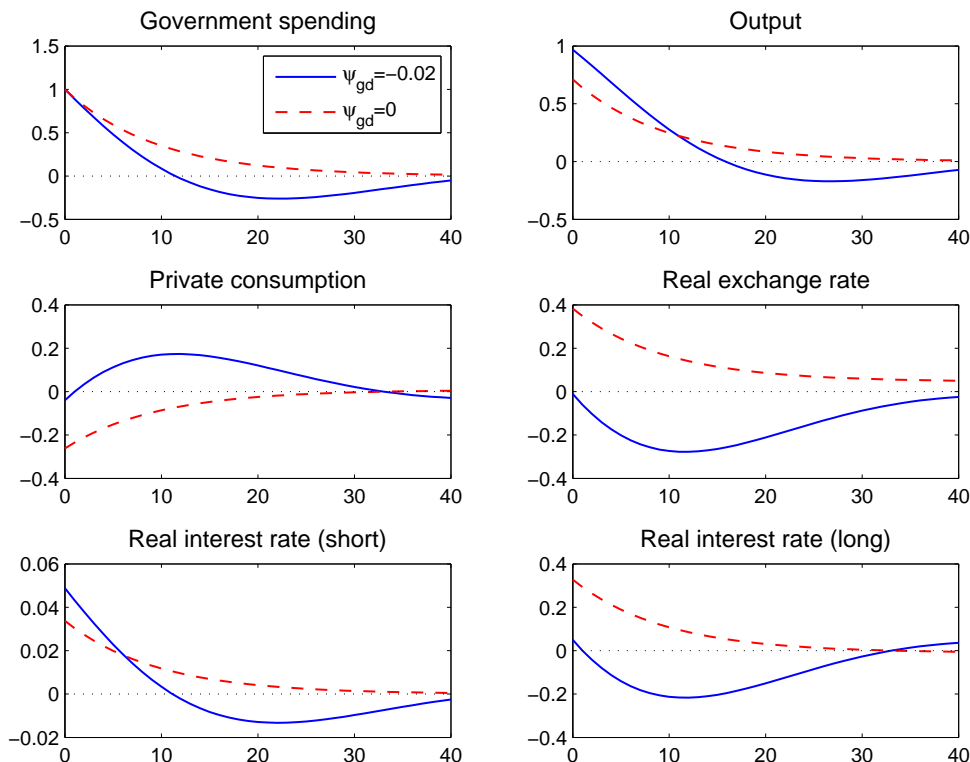 Government spending
1.5
1
0.5
0
−0.5
0 10 20 30 40
ψgd=−0.02
ψgd=0
Output
1
0.5
0
−0.5
0 10 20 30 40
Private consumption
0.4
0.2
0
−0.2
−0.4
0 10 20 30 40
Real exchange rate
0.4
0.2
0
−0.2
−0.4
0 10 20 30 40
Real interest rate (short)
0.06
0.04
0.02
0
−0.02
0 10 20 30 40
Real interest rate (long)
0.4
0.2
0
−0.2
−0.4
0 10 20 30 40